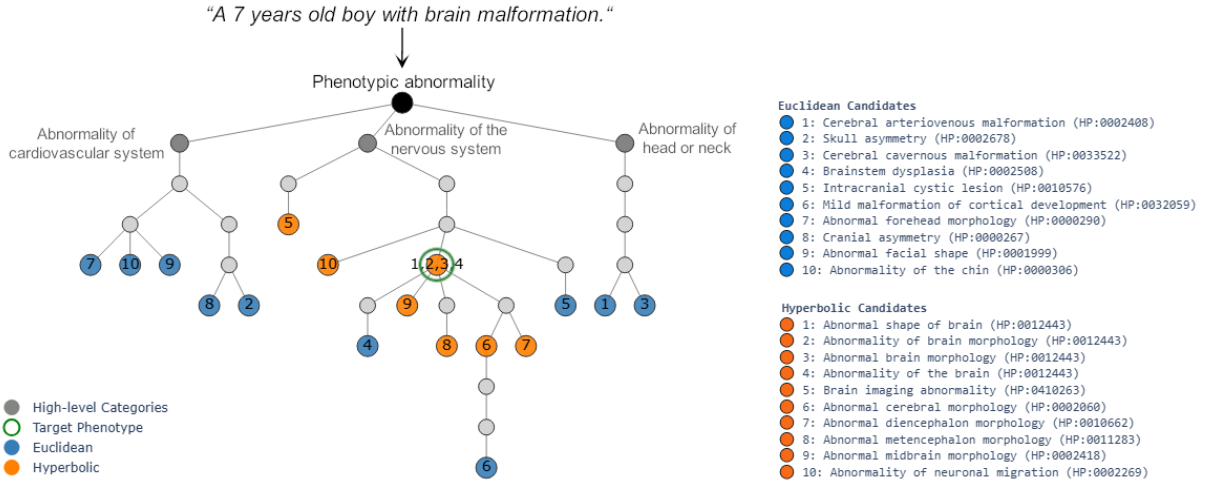 “A 7 years old boy with brain malformation.“
Phenotypic abnormality
Abnormality of
cardiovascular system
Abnormality of the
nervous system
Abnormality of
head or neck
5
7
10
9
10
1,2,3,4
8
2
4
9
8
6
7
5
1
3
6
High-level Categories
Target Phenotype
Euclidean
Hyperbolic
Euclidean Candidates
1: Cerebral arteriovenous malformation (HP:0002408)
2: Skull asymmetry (HP:0002678)
3: Cerebral cavernous malformation (HP:0033522)
4: Brainstem dysplasia (HP:0002508)
5: Intracranial cystic lesion (HP:0010576)
6: Mild malformation of cortical development (HP:0032059)
7: Abnormal forehead morphology (HP:0000290)
8: Cranial asymmetry (HP:0000267)
9: Abnormal facial shape (HP:0001999)
10: Abnormality of the chin (HP:0000306)
Hyperbolic Candidates
1: Abnormal shape of brain (HP:0012443)
2: Abnormality of brain morphology (HP:0012443)
3: Abnormal brain morphology (HP:0012443)
4: Abnormality of the brain (HP:0012443)
5: Brain imaging abnormality (HP:0410263)
6: Abnormal cerebral morphology (HP:0002060)
7: Abnormal diencephalon morphology (HP:0010662)
8: Abnormal metencephalon morphology (HP:0011283)
9: Abnormal midbrain morphology (HP:0002418)
10: Abnormality of neuronal migration (HP:0002269)